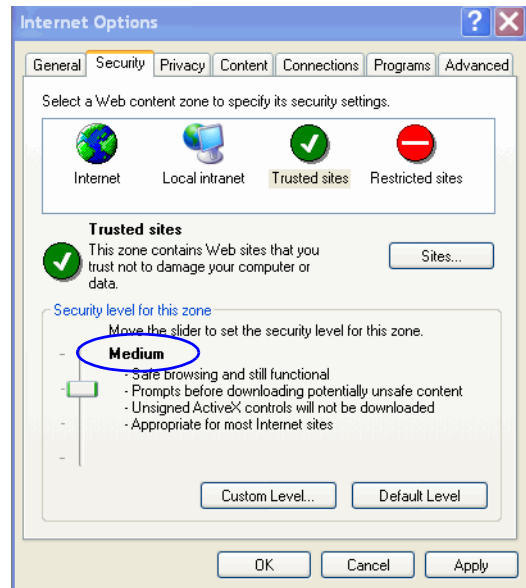 Internet Options
General Security Privacy Content Connections Programs Advanced
Select a Web content zone to specify its security settings.
Internet Local intranet Trusted sites Restricted sites
Trusted sites
This zone contains Web sites that you
trust not to damage your computer or
data.
Sites...
Security level for this zone
Move the slider to set the security level for this zone.
Medium
- Safe browsing and still functional
- Prompts before downloading potentially unsafe content
- Unsigned ActiveX controls will not be downloaded
- Appropriate for most Internet sites
Custom Level... Default Level
OK Cancel Apply